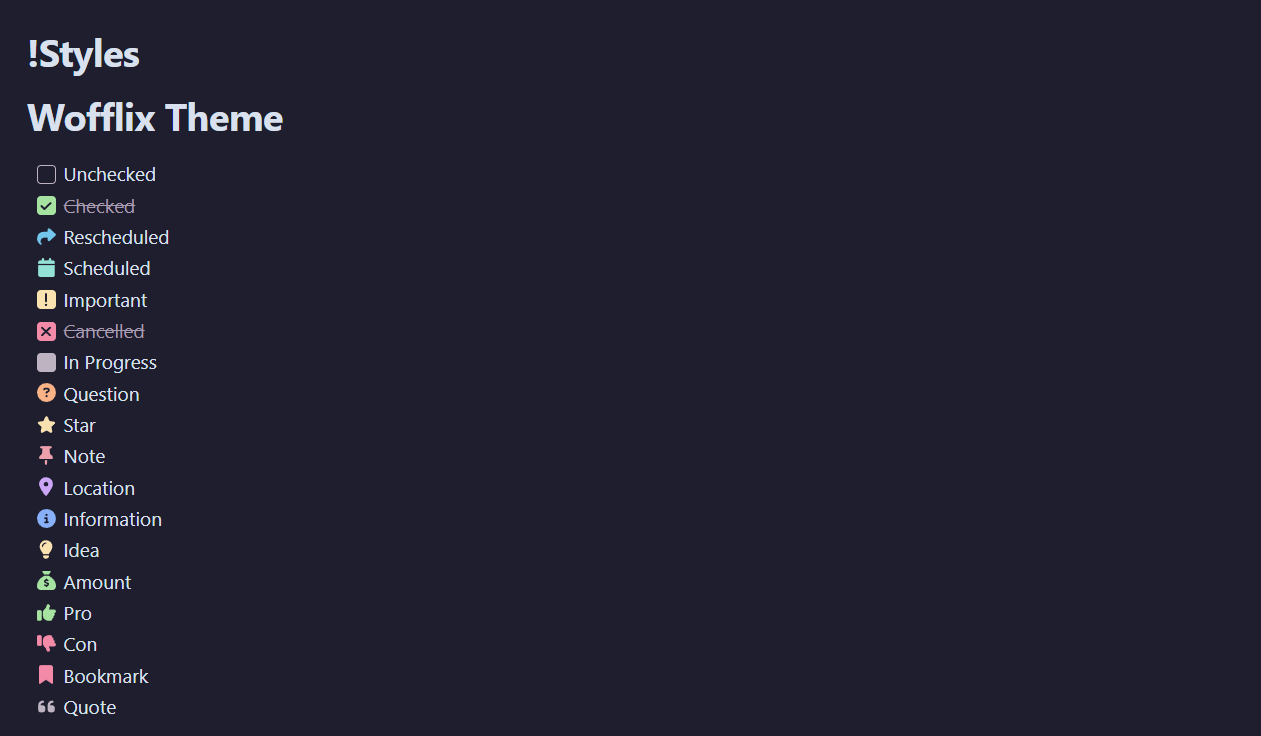 !Styles
Wofflix Theme
Unchecked
Checked
Rescheduled
Scheduled
Important
Cancelled
In Progress
Question
Star
Note
Location
Information
Idea
Amount
Pro
Con
Bookmark
Quote